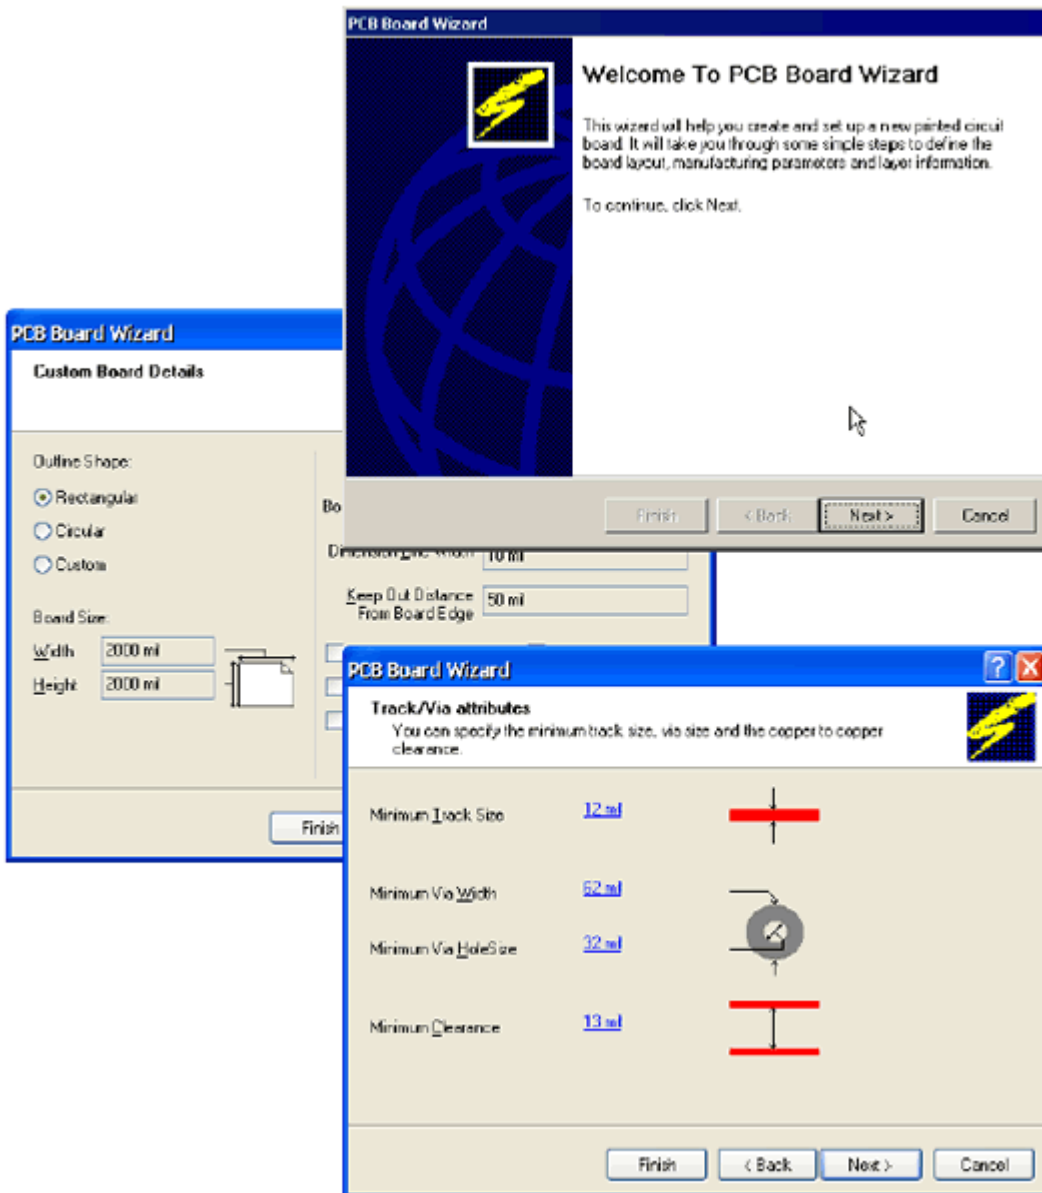 PCB Board Wizard
Welcome To PCB Board Wizard
This wizard will help you create and set up a new printed circuit
board. It will take you through some simple steps to define the
board layout, manufacturing parameters and layer information.
To continue, click Next.
Finish
< Back
Next >
Cancel
PCB Board Wizard
Custom Board Details
Outline Shape:
Rectangular
Circular
Custom
Board Size:
Width 2000 mil
Height 2000 mil
Bo
Dimension Line Width 10 mil
Keep Out Distance
From Board Edge 50 mil
Finish
PCB Board Wizard
Track/Via attributes
You can specify the minimum track size, via size and the copper to copper
clearance.
Minimum Track Size 12 mil
Minimum Via Width 62 mil
Minimum Via HoleSize 32 mil
Minimum Clearance 13 mil
Finish
< Back
Next >
Cancel